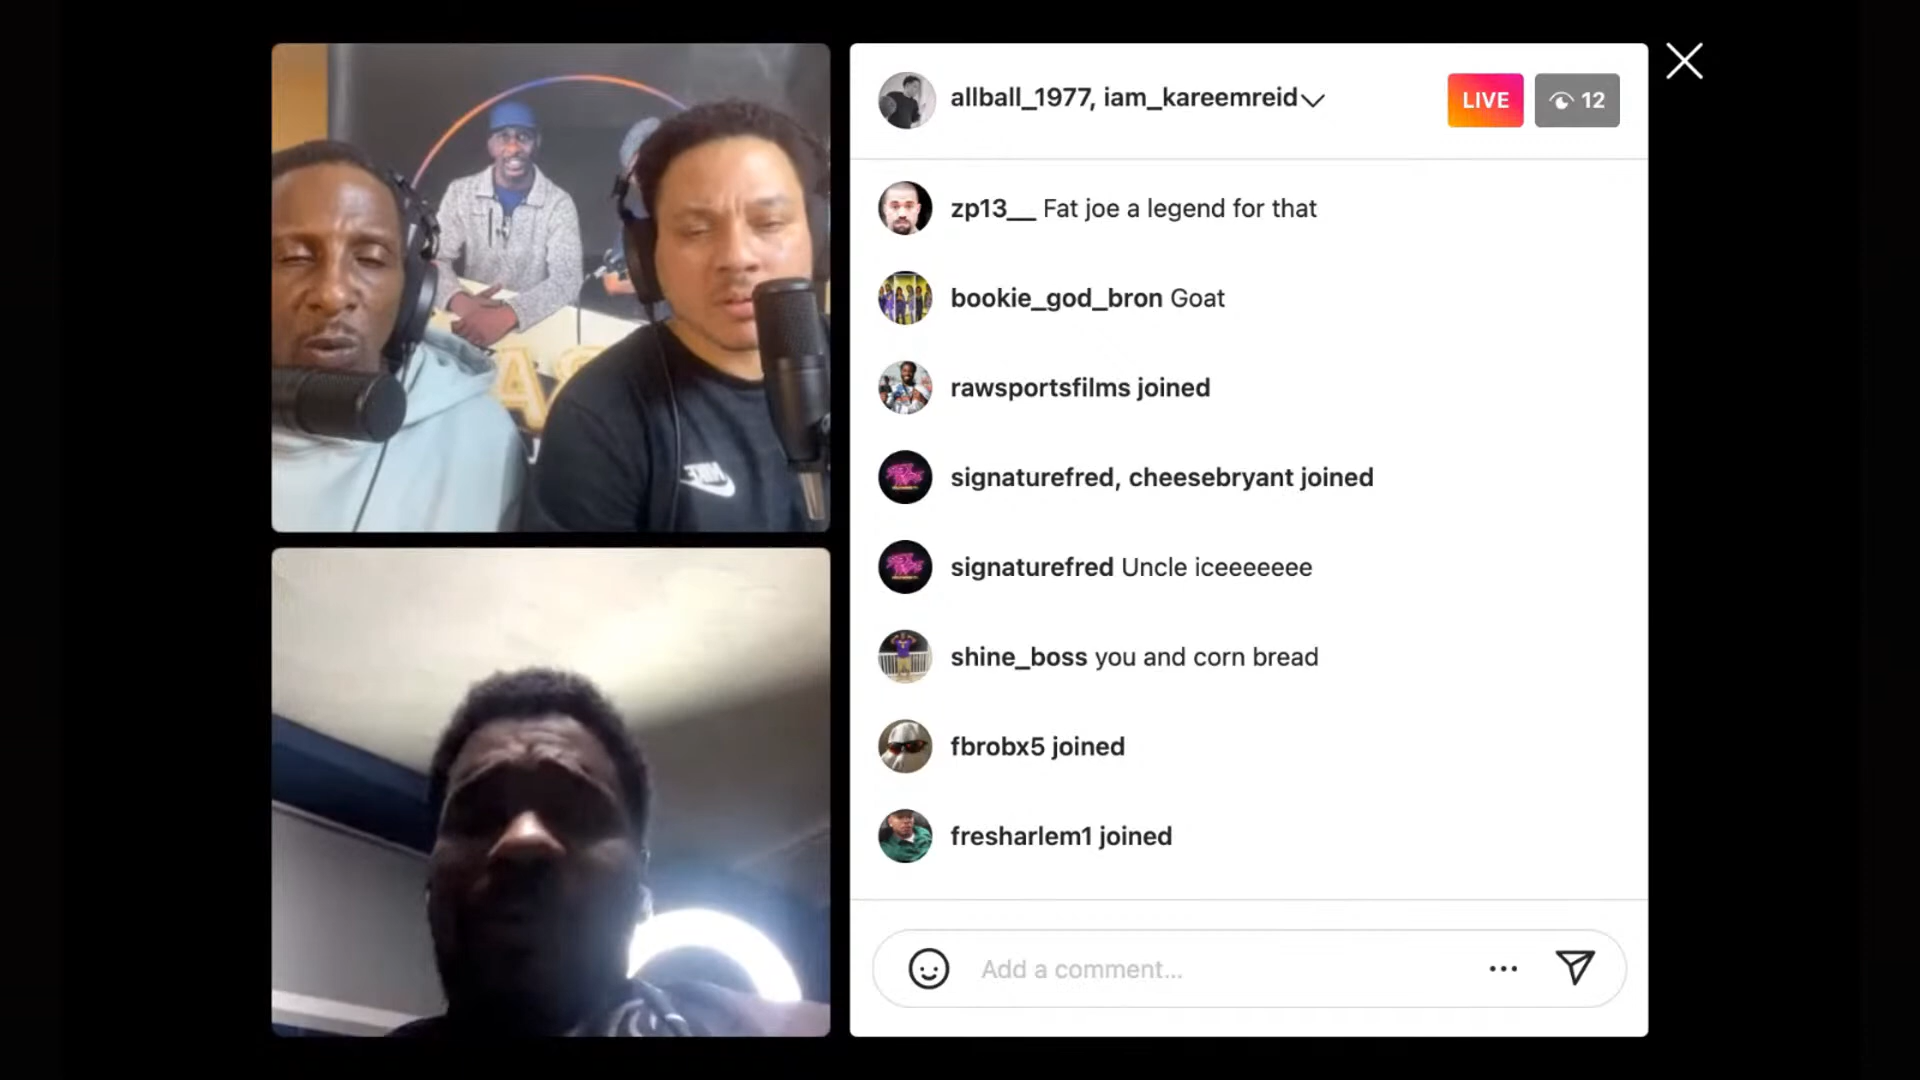 allball_1977, iam_kareemreid
LIVE
12
zp13__ Fat joe a legend for that
bookie_god_bron Goat
rawsportsfilms joined
signaturefred, cheesebryant joined
signaturefred Uncle iceeeeeee
shine_boss you and corn bread
fbrobx5 joined
fresharlem1 joined
Add a comment...
NIKE